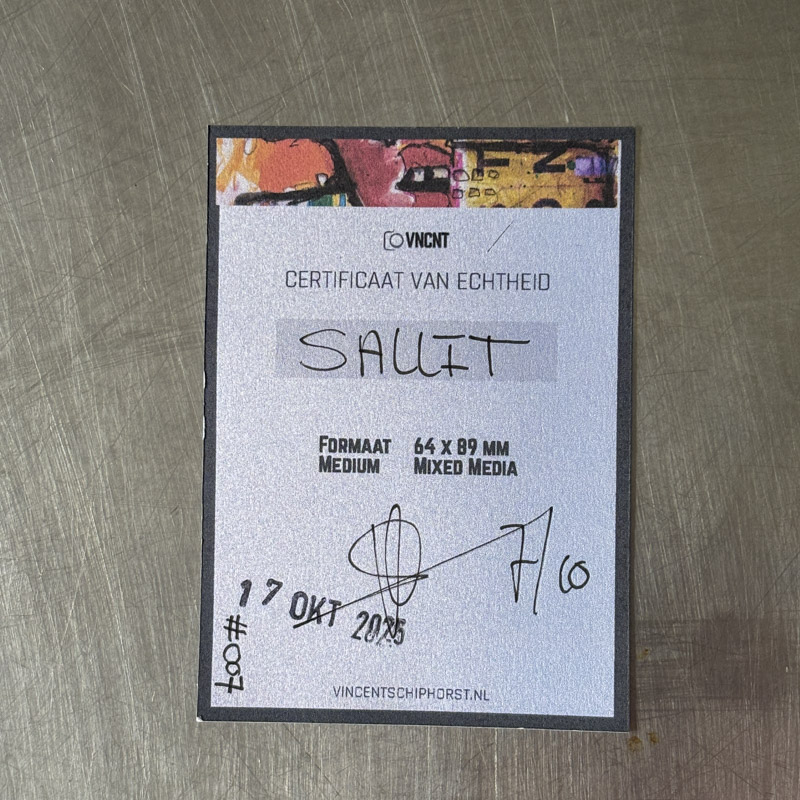 VNCNT
CERTIFICAAT VAN ECHTHEID
SALLIT
FORMAAT 64 X 89 MM
MEDIUM MIXED MEDIA
7/10
17 OKT 2025
#007
VINCENTSCHIPHORST.NL